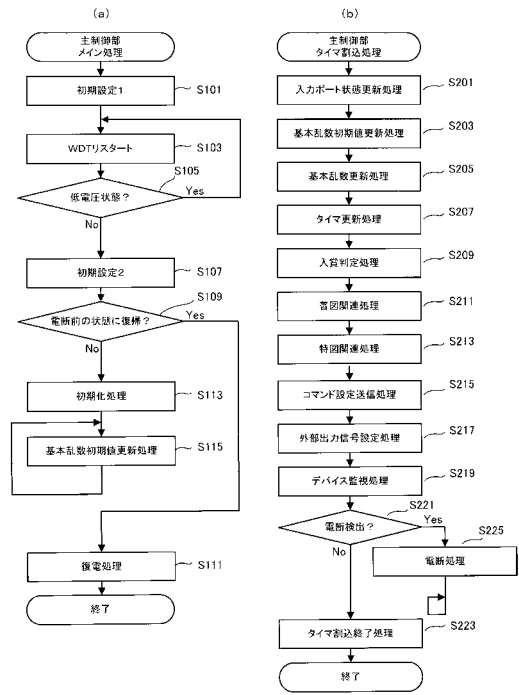 (a)
主制御部
メイン処理
初期設定1
S101
WDTリスタート
S103
低電圧状態?
S105
Yes
No
初期設定2
S107
電断前の状態に復帰?
S109
Yes
No
初期化処理
S113
基本乱数初期値更新処理
S115
復電処理
S111
終了
(b)
主制御部
タイマ割込処理
入力ポート状態更新処理
S201
基本乱数初期値更新処理
S203
基本乱数更新処理
S205
タイマ更新処理
S207
入賞判定処理
S209
普図関連処理
S211
特図関連処理
S213
コマンド設定送信処理
S215
外部出力信号設定処理
S217
デバイス監視処理
S219
電断検出?
S221
Yes
No
電断処理
S225
タイマ割込終了処理
S223
終了